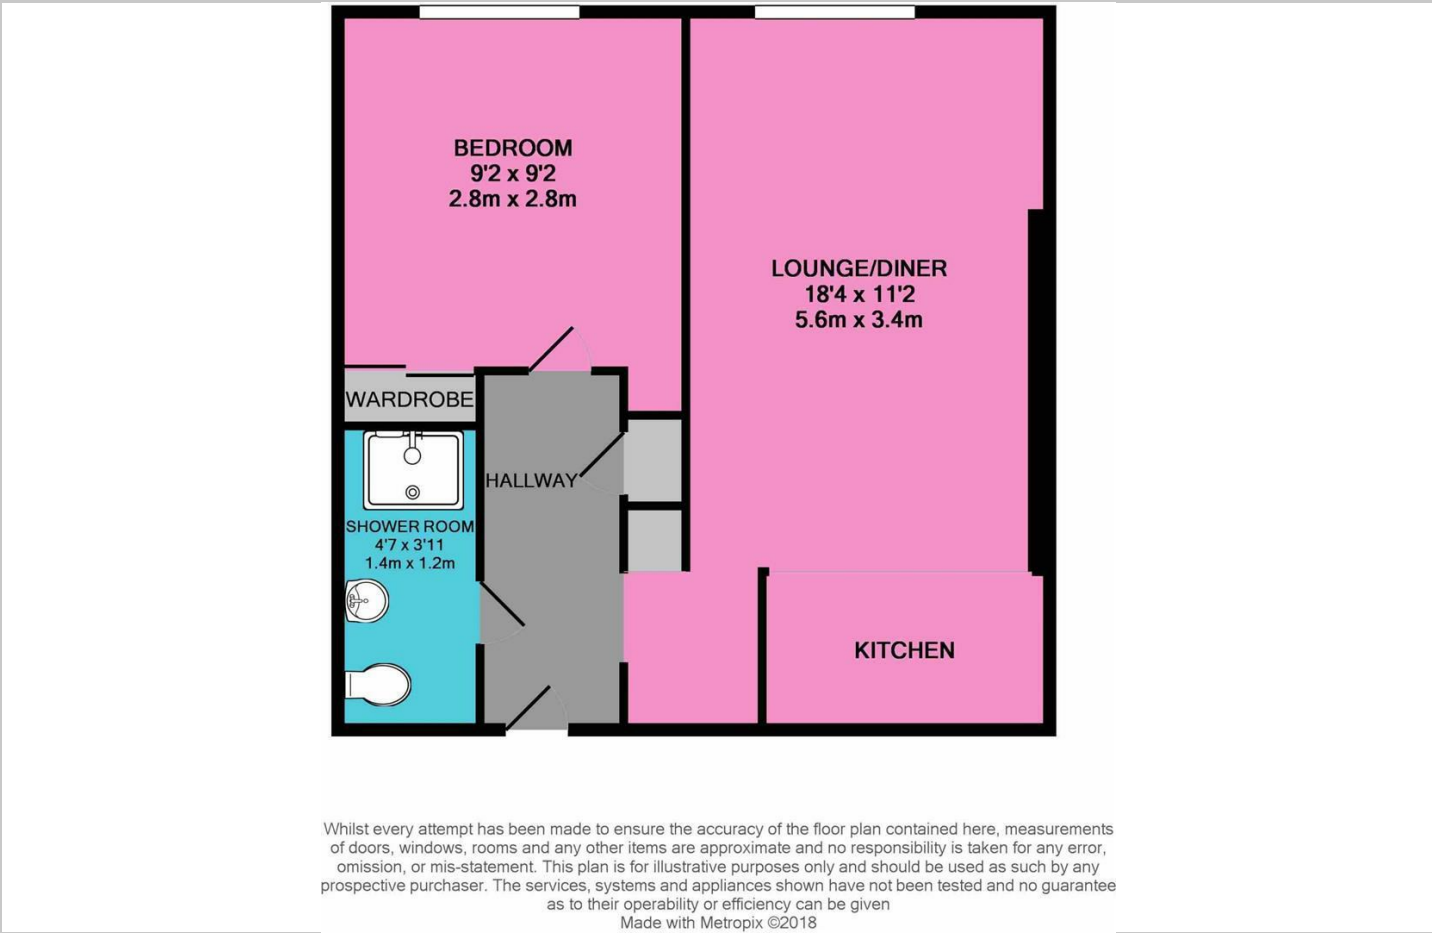 BEDROOM
9'2 x 9'2
2.8m x 2.8m
LOUNGE/DINER
18'4 x 11'2
5.6m x 3.4m
WARDROBE
HALLWAY
SHOWER ROOM
4'7 x 3'11
1.4m x 1.2m
KITCHEN
Whilst every attempt has been made to ensure the accuracy of the floor plan contained here, measurements
of doors, windows, rooms and any other items are approximate and no responsibility is taken for any error,
omission, or mis-statement. This plan is for illustrative purposes only and should be used as such by any
prospective purchaser. The services, systems and appliances shown have not been tested and no guarantee
as to their operability or efficiency can be given
Made with Metropix ©2018